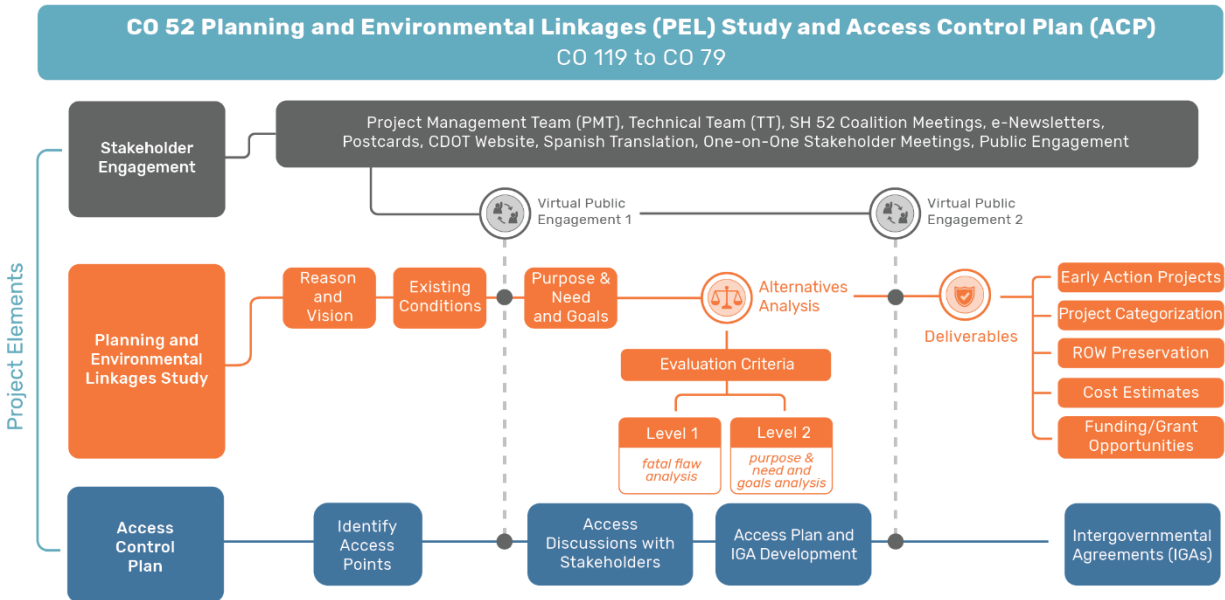 CO 52 Planning and Environmental Linkages (PEL) Study and Access Control Plan (ACP)
CO 119 to CO 79
Project Elements
Stakeholder
Engagement
Project Management Team (PMT), Technical Team (TT), SH 52 Coalition Meetings, e-Newsletters,
Postcards, CDOT Website, Spanish Translation, One-on-One Stakeholder Meetings, Public Engagement
Virtual Public
Engagement 1
Virtual Public
Engagement 2
Planning and
Environmental
Linkages Study
Reason
and
Vision
Existing
Conditions
Purpose &
Need
and Goals
Alternatives
Analysis
Evaluation Criteria
Level 1
fatal flaw
analysis
Level 2
purpose &
need and
goals analysis
Deliverables
Early Action Projects
Project Categorization
ROW Preservation
Cost Estimates
Funding/Grant
Opportunities
Access
Control
Plan
Identify
Access
Points
Access
Discussions with
Stakeholders
Access Plan and
IGA Development
Intergovernmental
Agreements (IGAs)